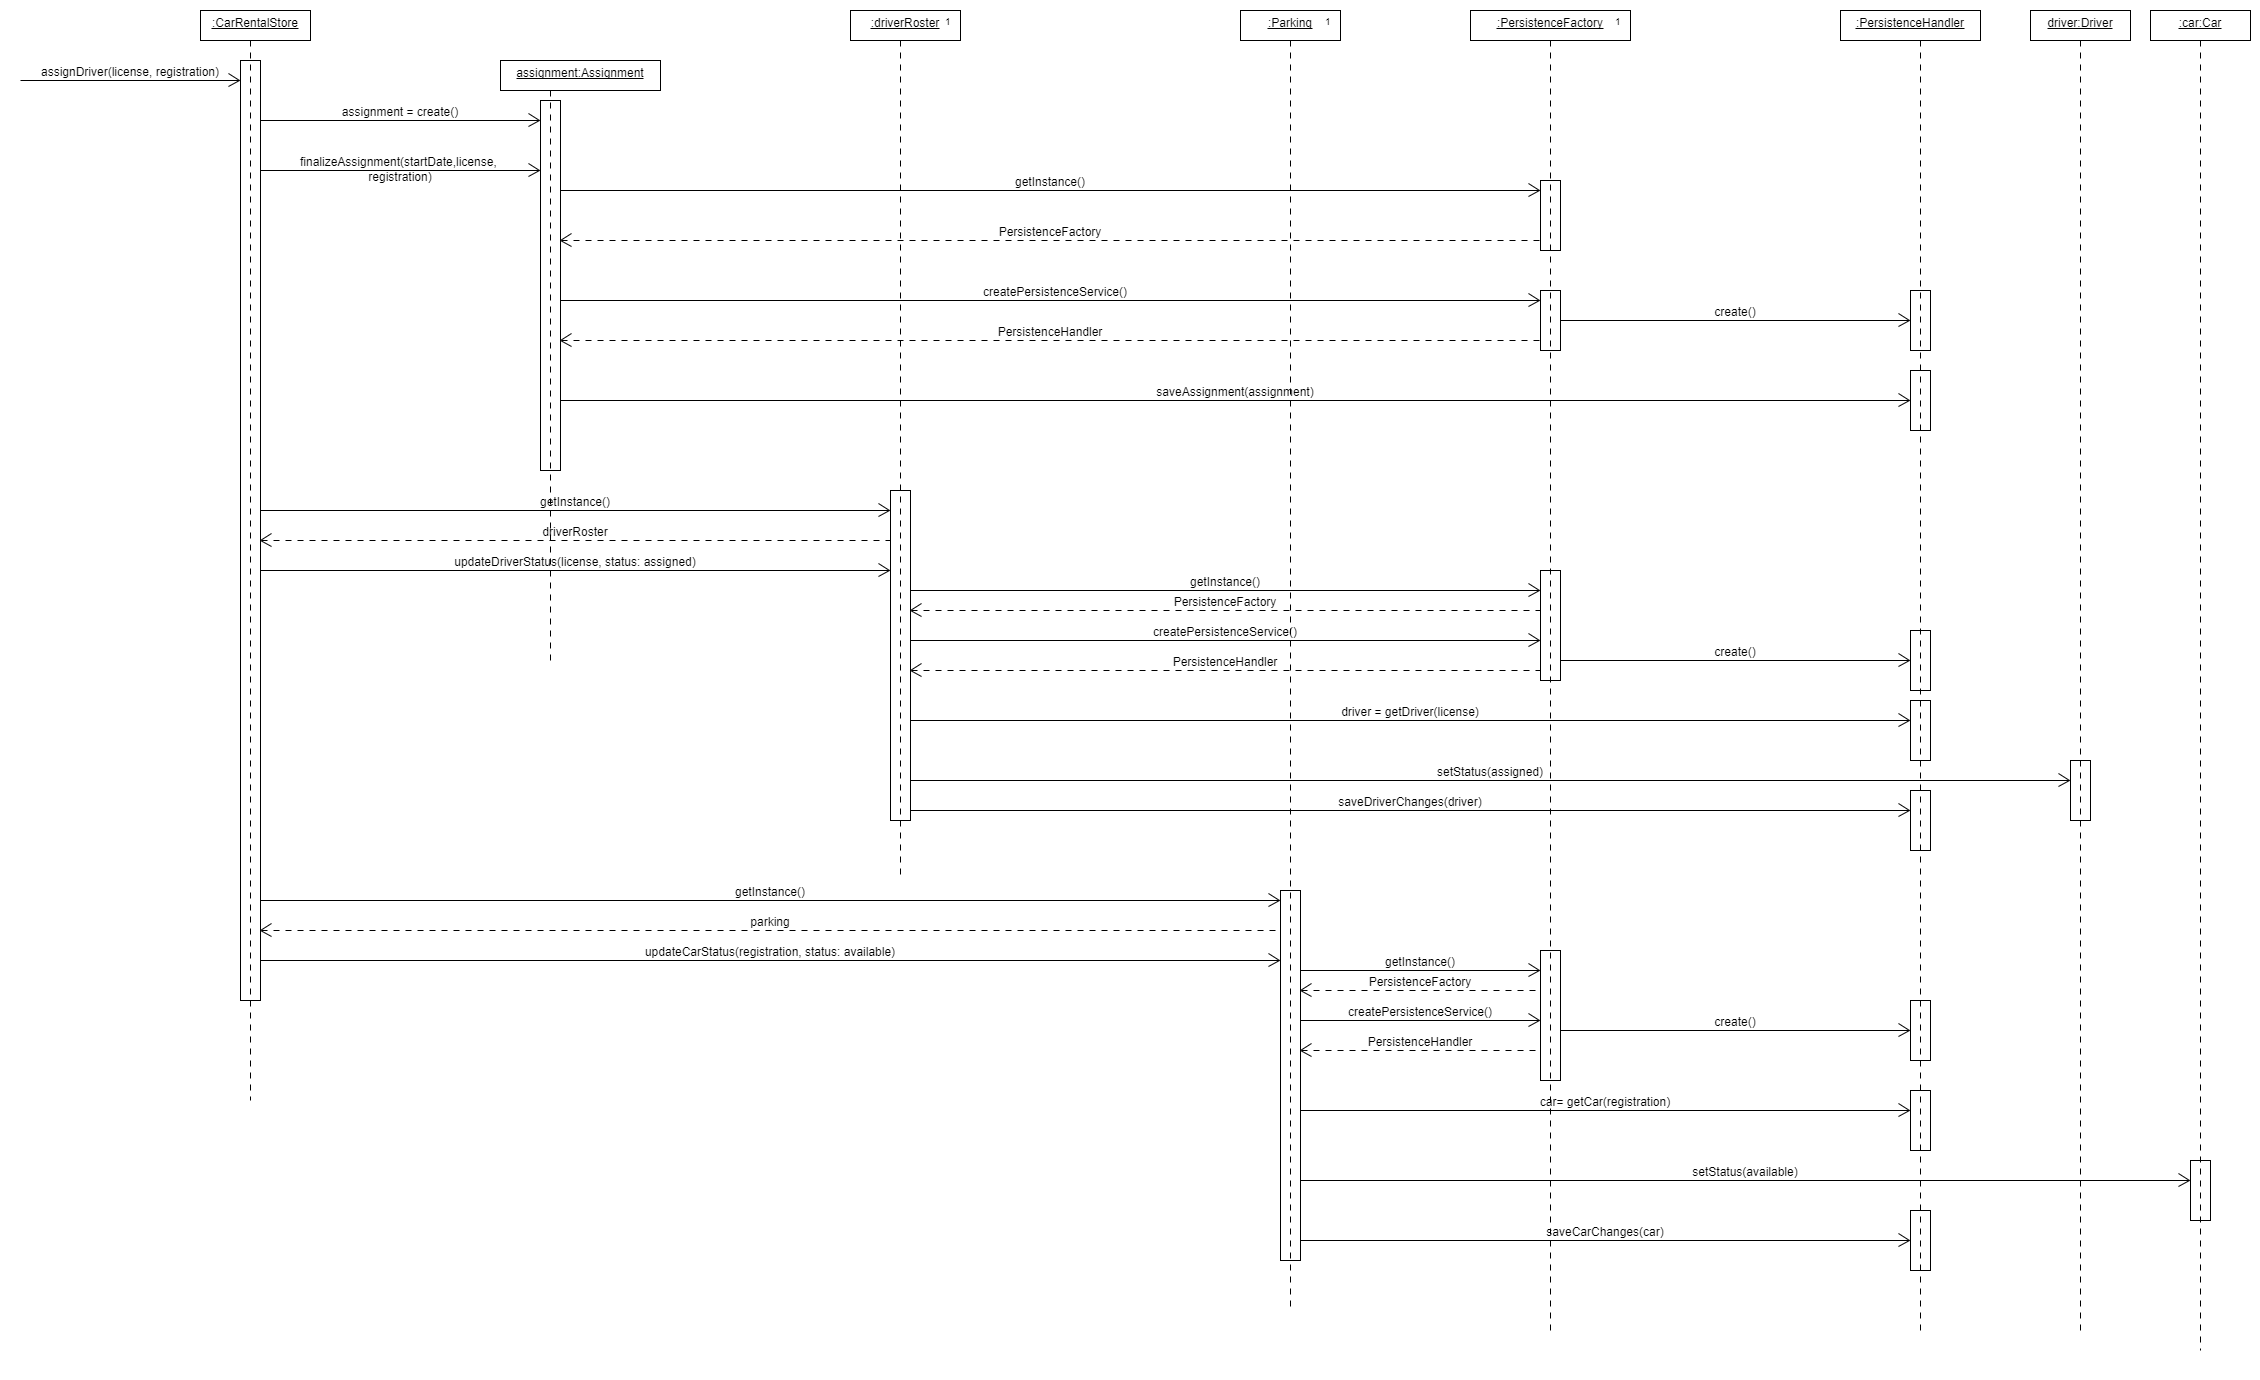 :CarRentalStore
:driverRoster 1
:Parking 1
:PersistenceFactory 1
:PersistenceHandler
driver:Driver
:car:Car
assignDriver(license, registration)
assignment:Assignment
assignment = create()
finalizeAssignment(startDate,license,
registration)
getInstance()
PersistenceFactory
createPersistenceService()
create()
PersistenceHandler
saveAssignment(assignment)
getInstance()
driverRoster
updateDriverStatus(license, status: assigned)
getInstance()
PersistenceFactory
createPersistenceService()
create()
PersistenceHandler
driver = getDriver(license)
setStatus(assigned)
saveDriverChanges(driver)
getInstance()
parking
updateCarStatus(registration, status: available)
getInstance()
PersistenceFactory
createPersistenceService()
create()
PersistenceHandler
car= getCar(registration)
setStatus(available)
saveCarChanges(car)